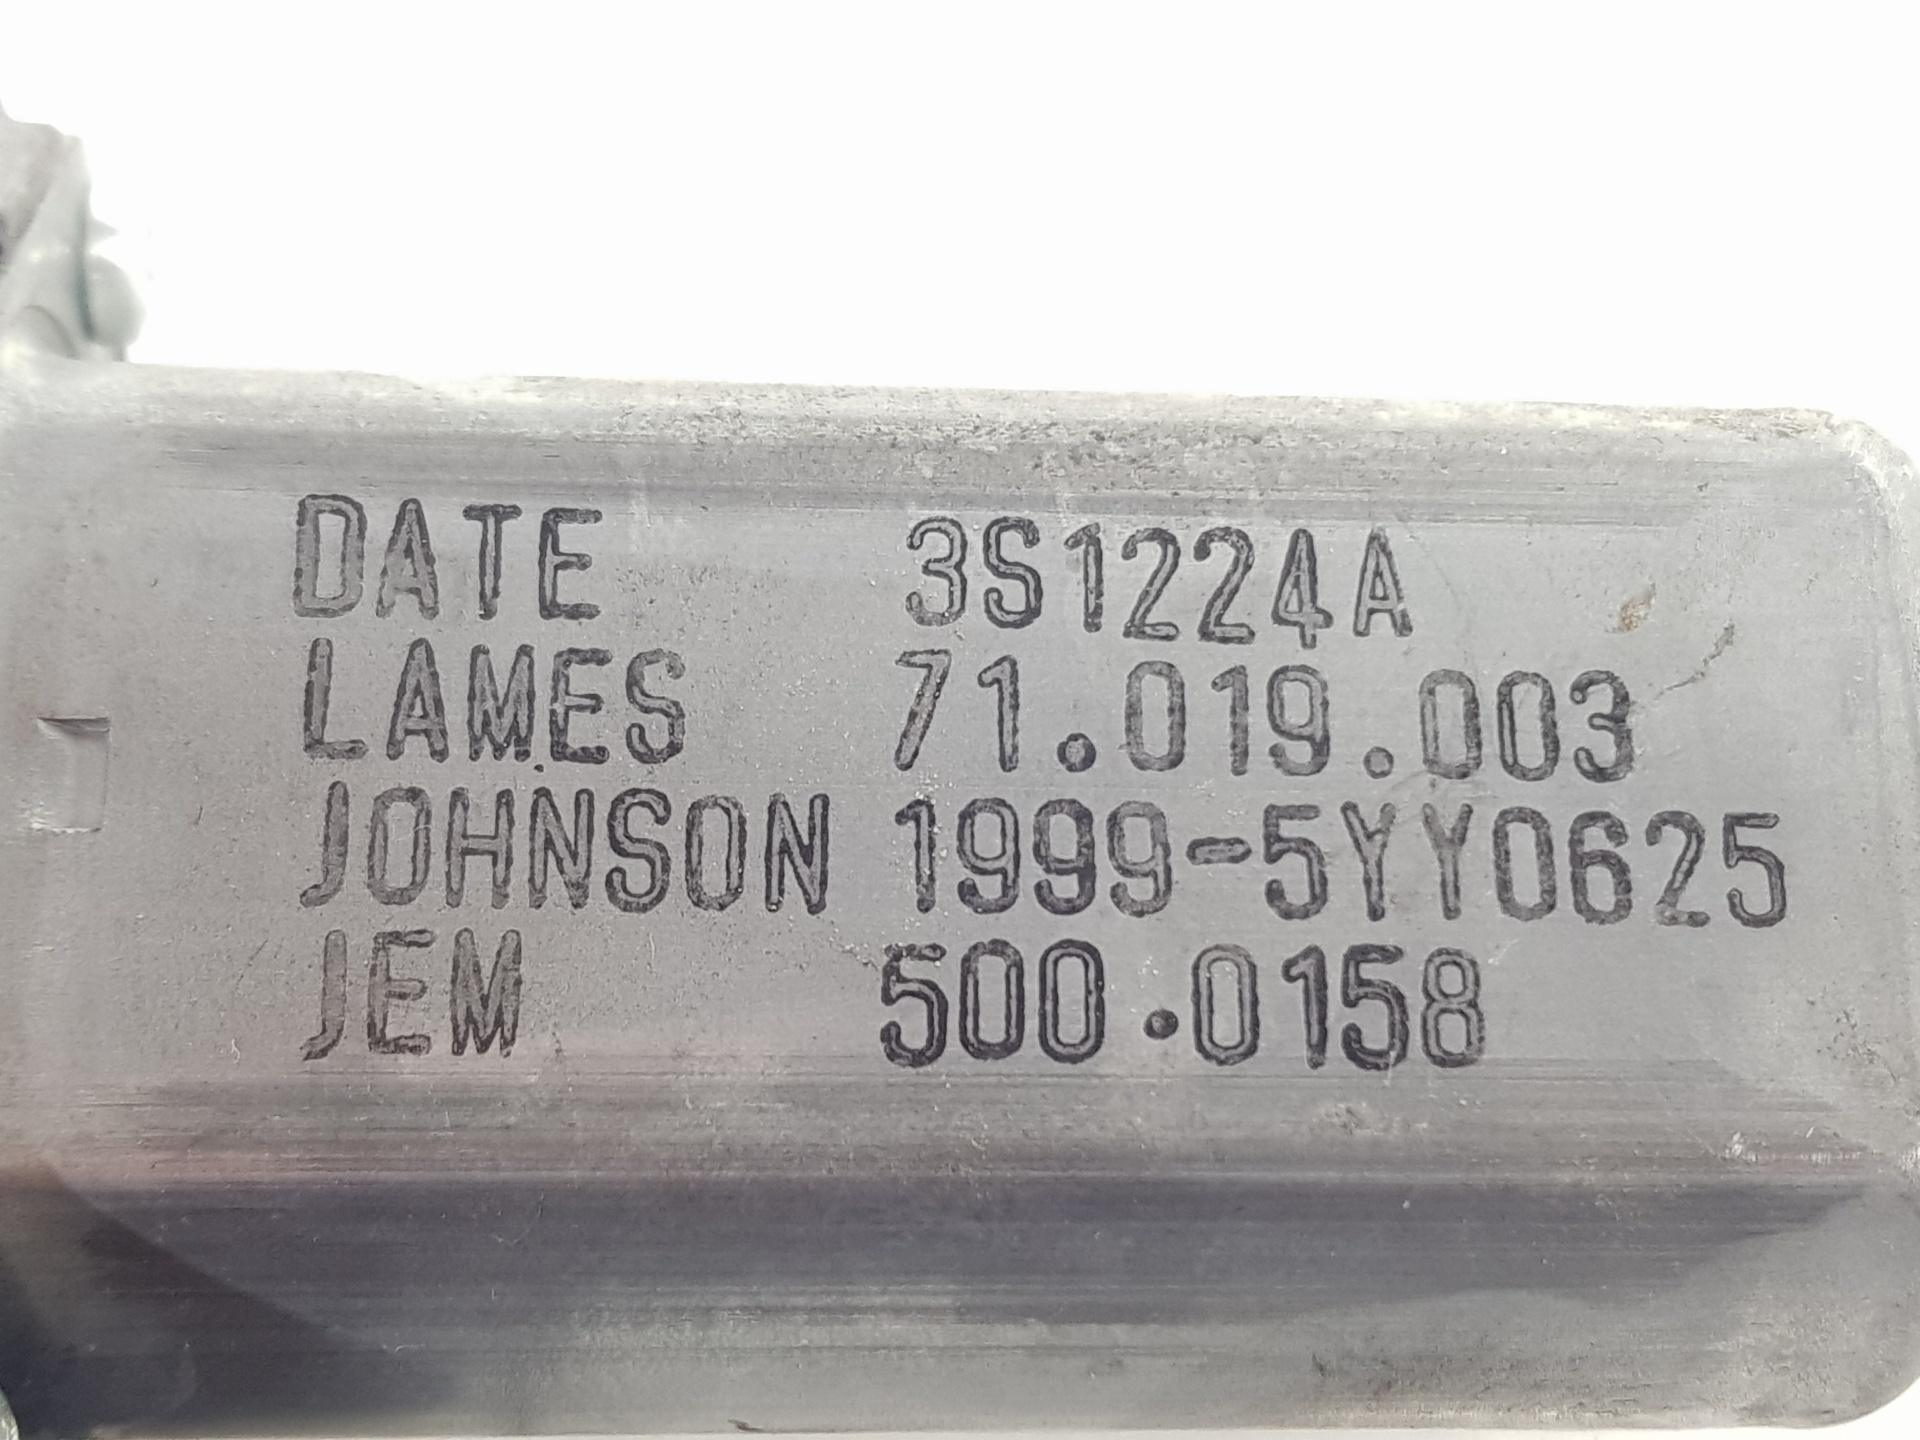 DATE 3S1224A
LAMES 71.019.003
JOHNSON 1999-5YY0625
JEM 500.0158